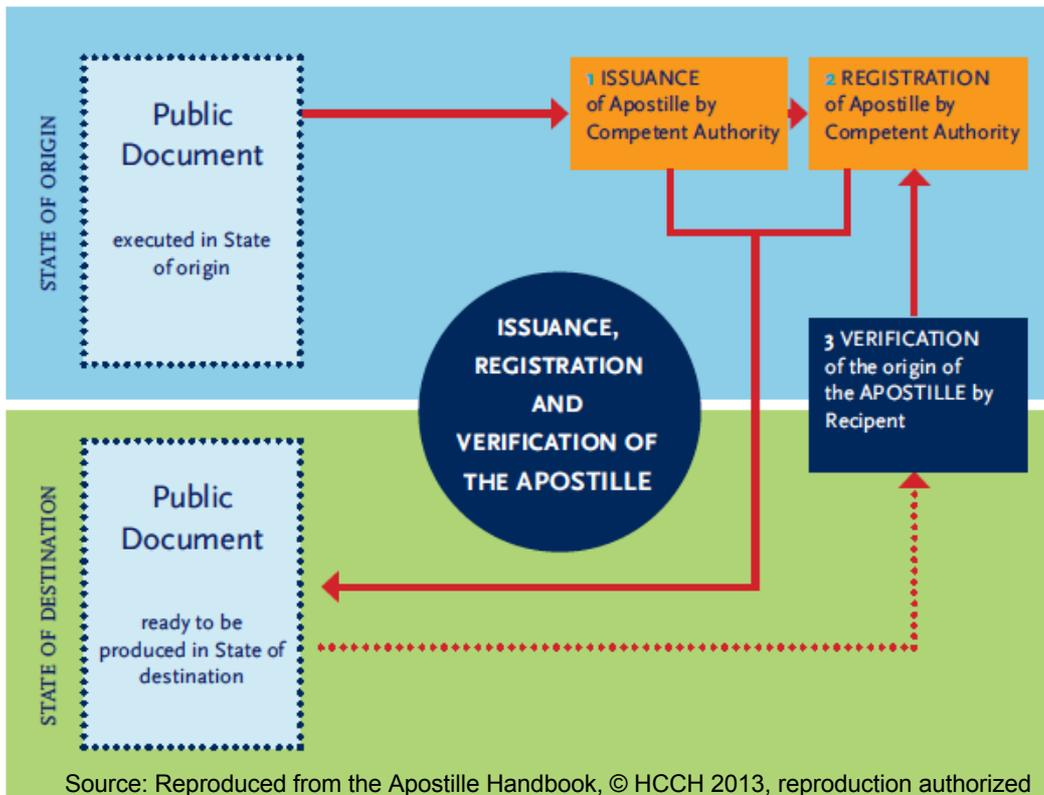 STATE OF ORIGIN
Public
Document
executed in State
of origin
1 ISSUANCE
of Apostille by
Competent Authority
2 REGISTRATION
of Apostille by
Competent Authority
ISSUANCE,
REGISTRATION
AND
VERIFICATION OF
THE APOSTILLE
3 VERIFICATION
of the origin of
the APOSTILLE by
Recipent
STATE OF DESTINATION
Public
Document
ready to be
produced in State of
destination
Source: Reproduced from the Apostille Handbook, © HCCH 2013, reproduction authorized